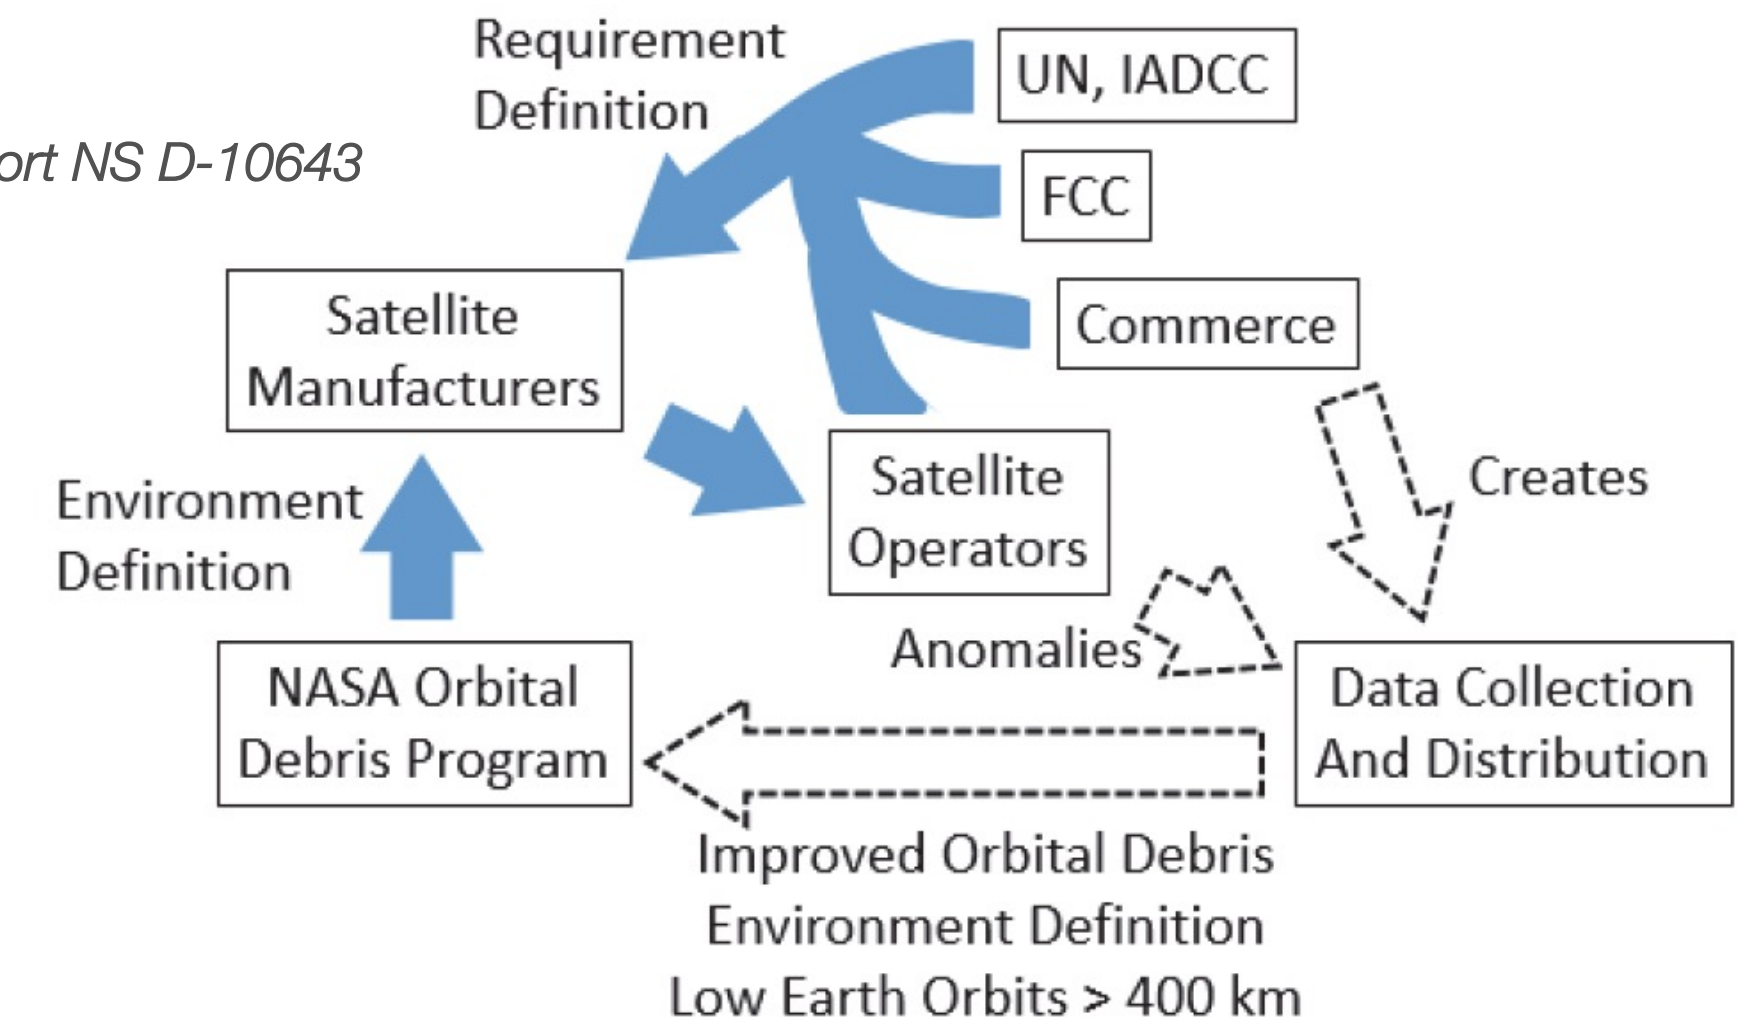 Requirement
Definition
UN, IADCC
ort NS D-10643
FCC
Satellite
Manufacturers
Commerce
Satellite
Operators
Creates
Environment
Definition
Anomalies
NASA Orbital
Debris Program
Data Collection
And Distribution
Improved Orbital Debris
Environment Definition
Low Earth Orbits > 400 km